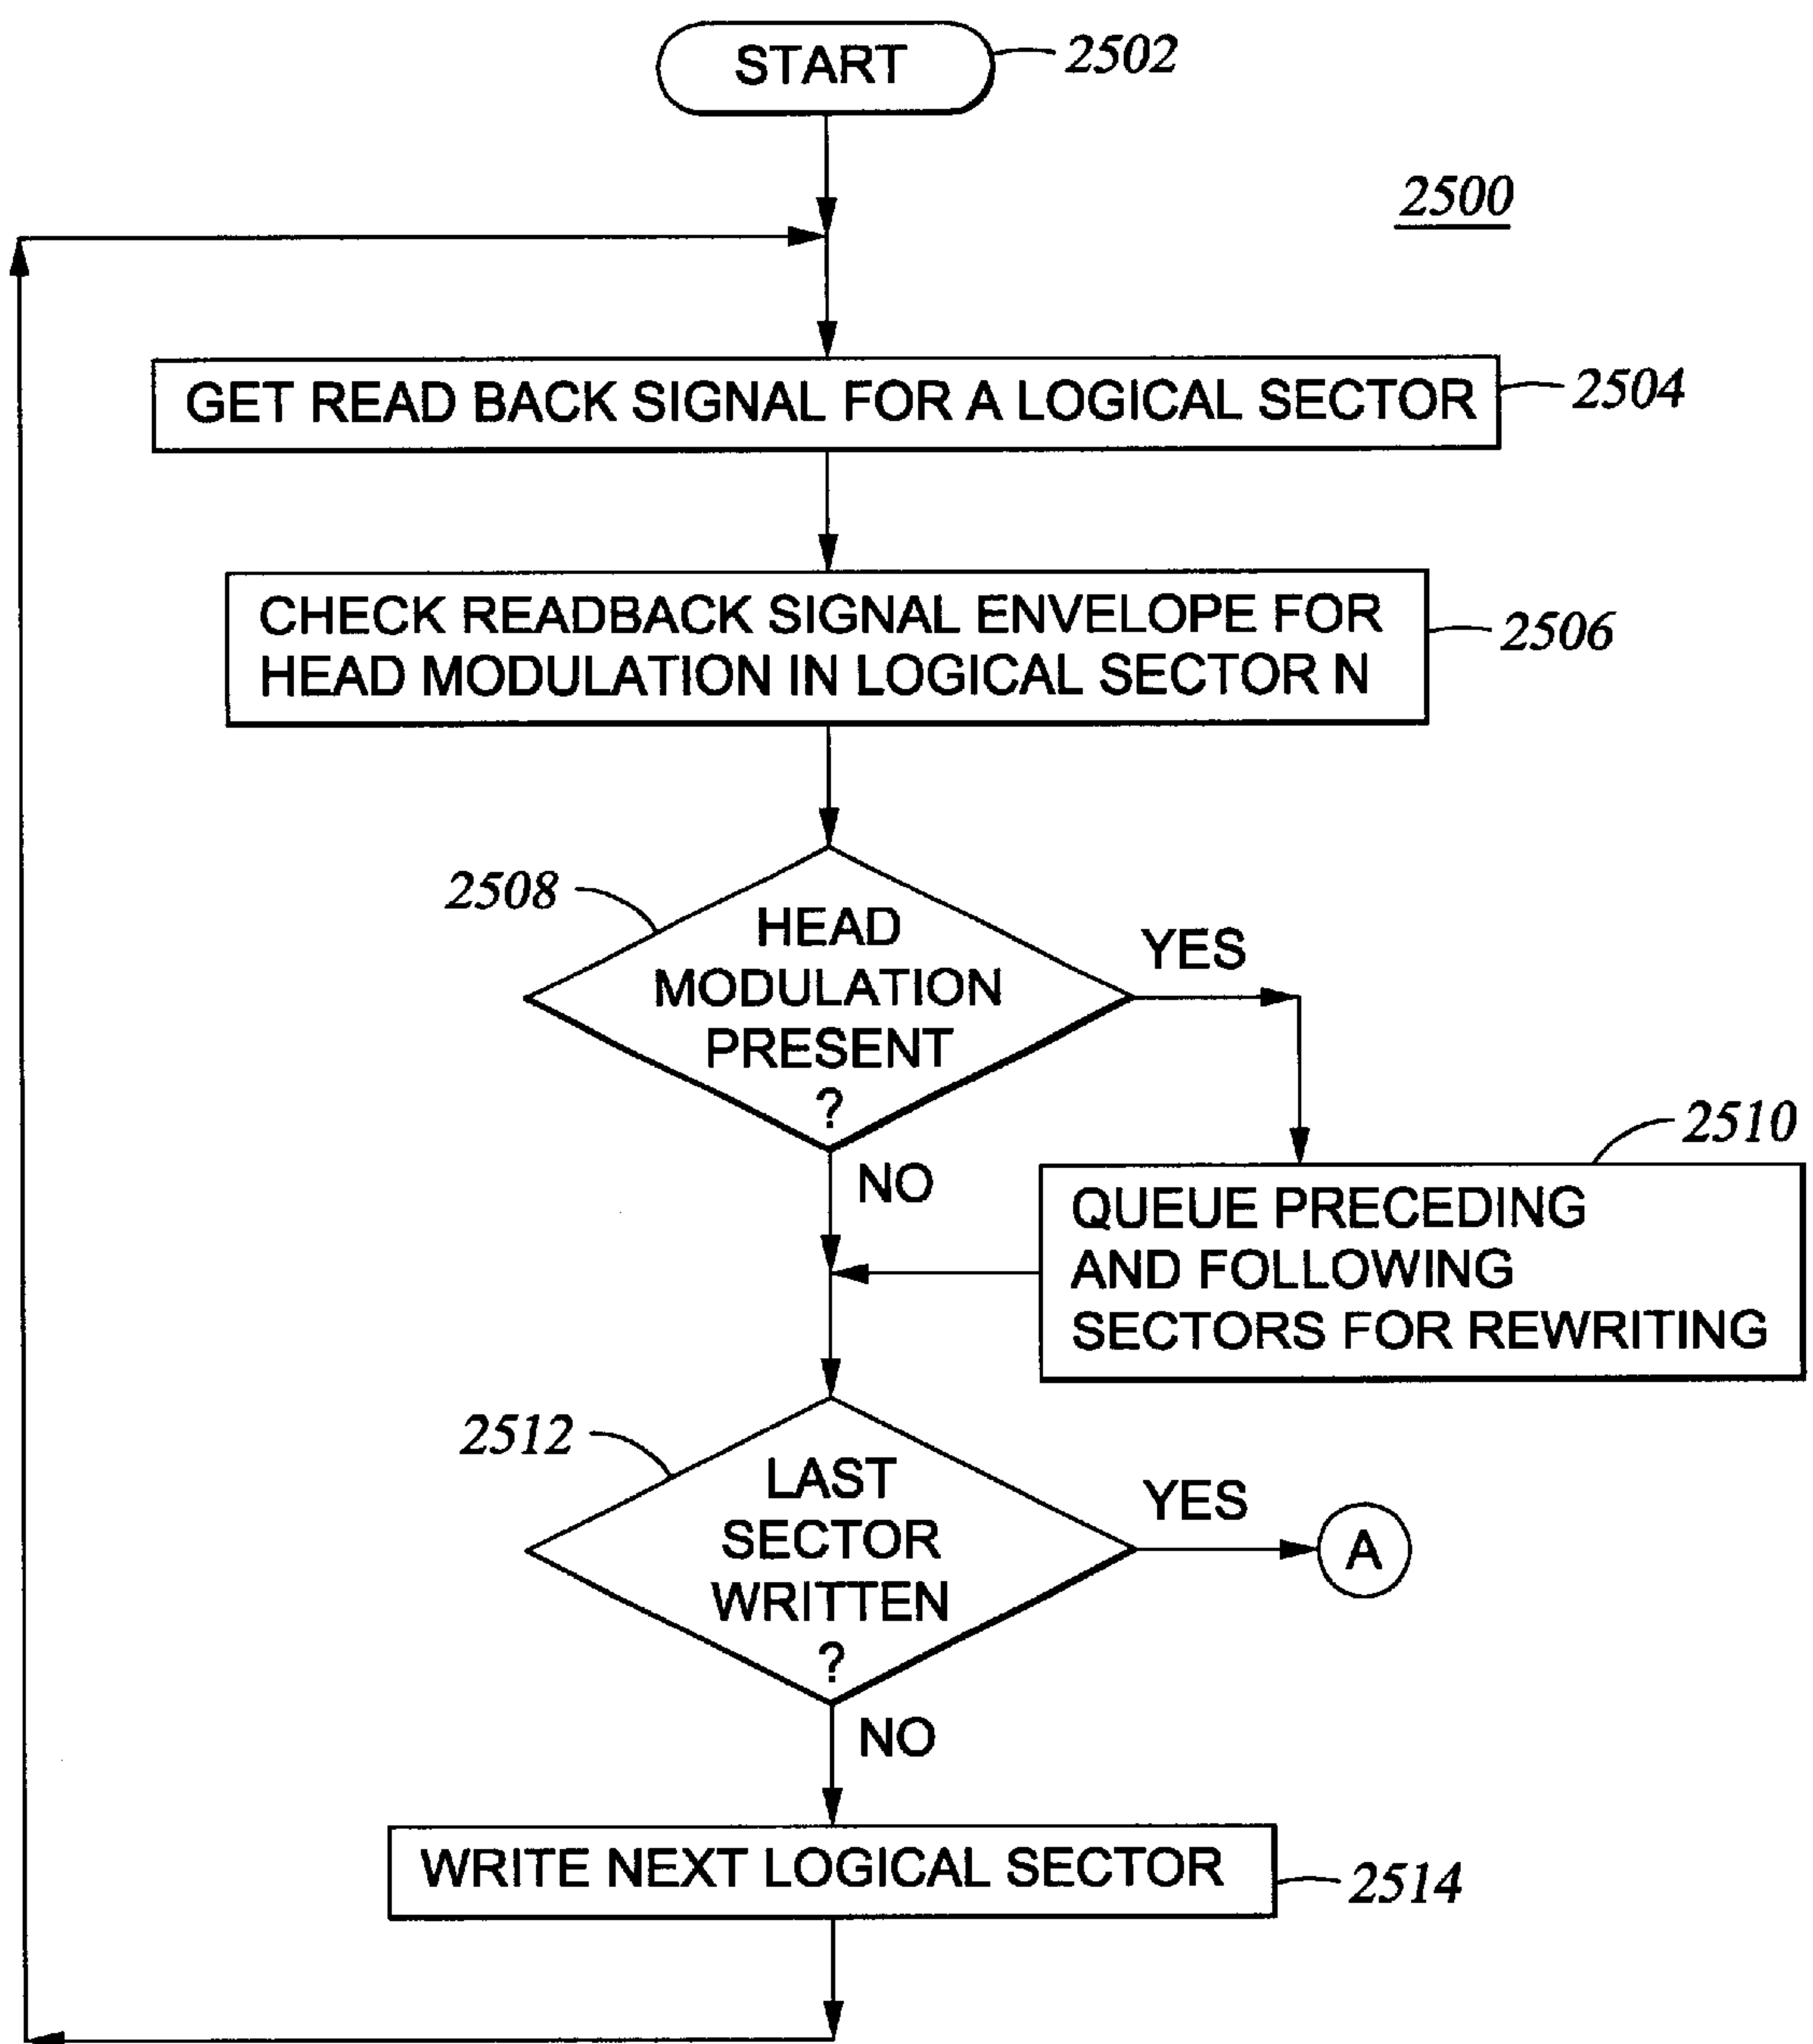 START
2502
2500
GET READ BACK SIGNAL FOR A LOGICAL SECTOR
2504
CHECK READBACK SIGNAL ENVELOPE FOR
HEAD MODULATION IN LOGICAL SECTOR N
2506
2508
HEAD
MODULATION
PRESENT
?
YES
NO
2510
QUEUE PRECEDING
AND FOLLOWING
SECTORS FOR REWRITING
2512
LAST
SECTOR
WRITTEN
?
YES
A
NO
WRITE NEXT LOGICAL SECTOR
2514